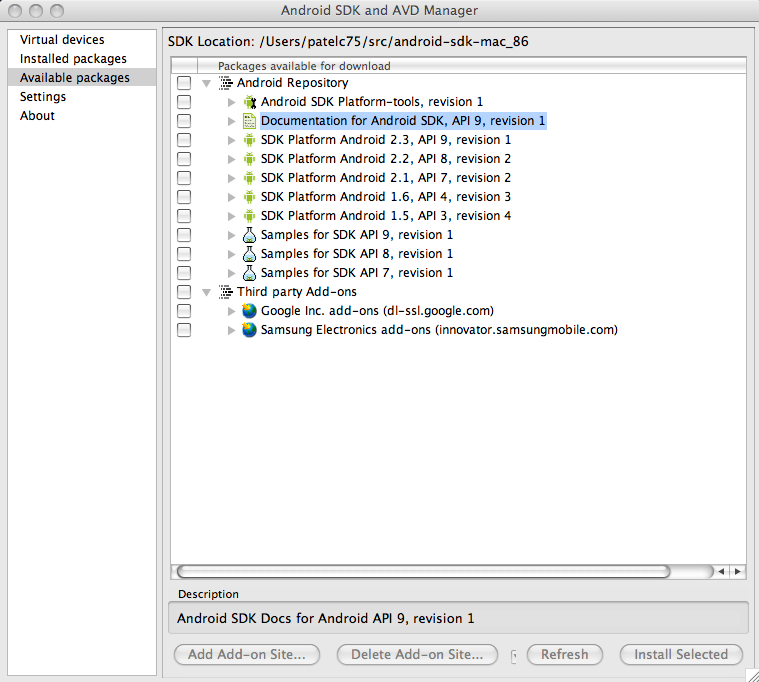 Android SDK and AVD Manager
Virtual devices
Installed packages
Available packages
Settings
About
SDK Location: /Users/patelc75/src/android-sdk-mac_86
Packages available for download
Android Repository
Android SDK Platform-tools, revision 1
Documentation for Android SDK, API 9, revision 1
SDK Platform Android 2.3, API 9, revision 1
SDK Platform Android 2.2, API 8, revision 2
SDK Platform Android 2.1, API 7, revision 2
SDK Platform Android 1.6, API 4, revision 3
SDK Platform Android 1.5, API 3, revision 4
Samples for SDK API 9, revision 1
Samples for SDK API 8, revision 1
Samples for SDK API 7, revision 1
Third party Add-ons
Google Inc. add-ons (dl-ssl.google.com)
Samsung Electronics add-ons (innovator.samsungmobile.com)
Description
Android SDK Docs for Android API 9, revision 1
Add Add-on Site... Delete Add-on Site... Refresh Install Selected